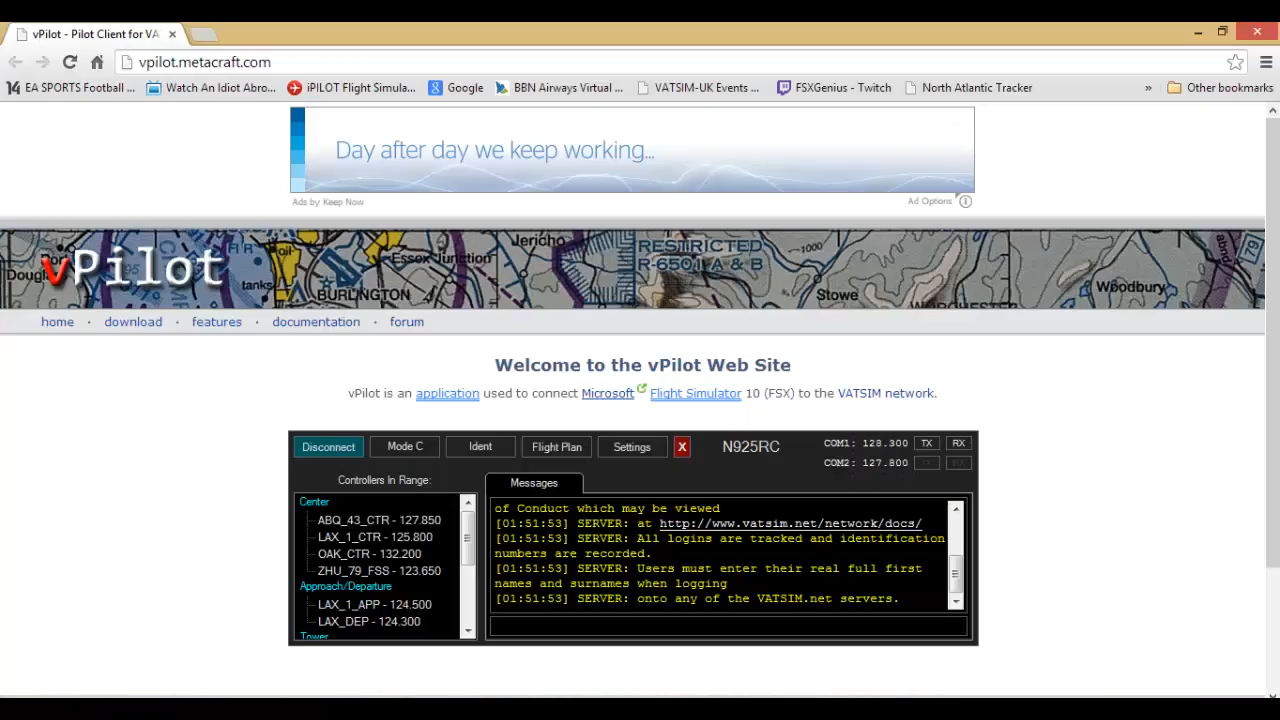 vPilot - Pilot Client for VA
vpilot.metacraft.com
EA SPORTS Football ...
Watch An Idiot Abro...
iPILOT Flight Simula...
Google
BBN Airways Virtual ...
VATSIM-UK Events ...
FSXGenius - Twitch
North Atlantic Tracker
»
Other bookmarks
Day after day we keep working...
Ads by Keep Now
Ad Options
vPilot
Jericho
Essex Junction
BURLINGTON
tanks
RESTRICTED
R-6501 A & B
1000
Stowe
Woodbury
179
home · download · features · documentation · forum
Welcome to the vPilot Web Site
vPilot is an application used to connect Microsoft Flight Simulator 10 (FSX) to the VATSIM network.
Disconnect Mode C Ident Flight Plan Settings X N925RC COM1: 128.300 TX RX
COM2: 127.800 TX RX
Controllers In Range:
Center
ABQ_43_CTR - 127.850
LAX_1_CTR - 125.800
OAK_CTR - 132.200
ZHU_79_FSS - 123.650
Approach/Departure
LAX_1_APP - 124.500
LAX_DEP - 124.300
Tower
Messages
of Conduct which may be viewed
[01:51:53] SERVER: at http://www.vatsim.net/network/docs/
[01:51:53] SERVER: All logins are tracked and identification
numbers are recorded.
[01:51:53] SERVER: Users must enter their real full first
names and surnames when logging
[01:51:53] SERVER: onto any of the VATSIM.net servers.